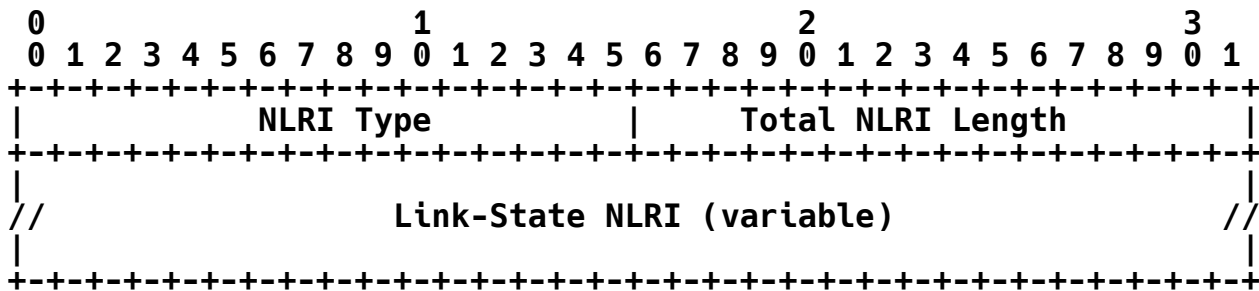 0                   1                   2                   3
 0 1 2 3 4 5 6 7 8 9 0 1 2 3 4 5 6 7 8 9 0 1 2 3 4 5 6 7 8 9 0 1
+-+-+-+-+-+-+-+-+-+-+-+-+-+-+-+-+-+-+-+-+-+-+-+-+-+-+-+-+-+-+-+-+
|            NLRI Type          |     Total NLRI Length         |
+-+-+-+-+-+-+-+-+-+-+-+-+-+-+-+-+-+-+-+-+-+-+-+-+-+-+-+-+-+-+-+-+
|                                                               |
//                  Link-State NLRI (variable)                 //
|                                                               |
+-+-+-+-+-+-+-+-+-+-+-+-+-+-+-+-+-+-+-+-+-+-+-+-+-+-+-+-+-+-+-+-+